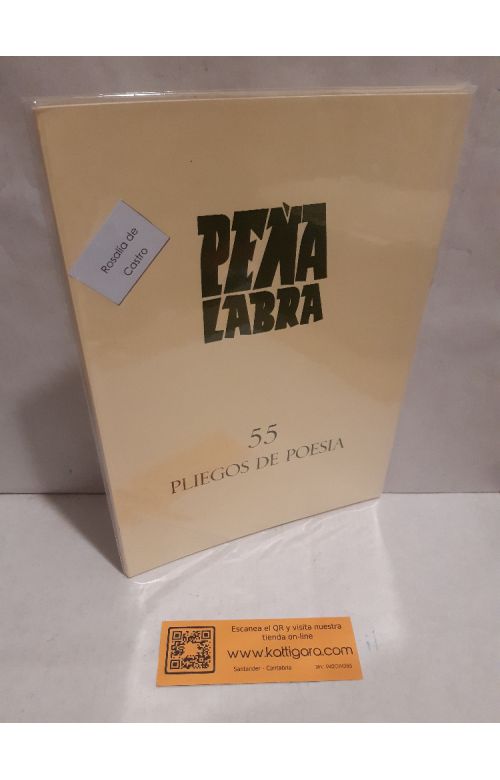 Rosalía de
Castro
PEÑA
LABRA
55
PLIEGOS DE POESIA
Escanea el QR y visita nuestra
tienda on-line
www.kattigara.com
Santander - Cantabria